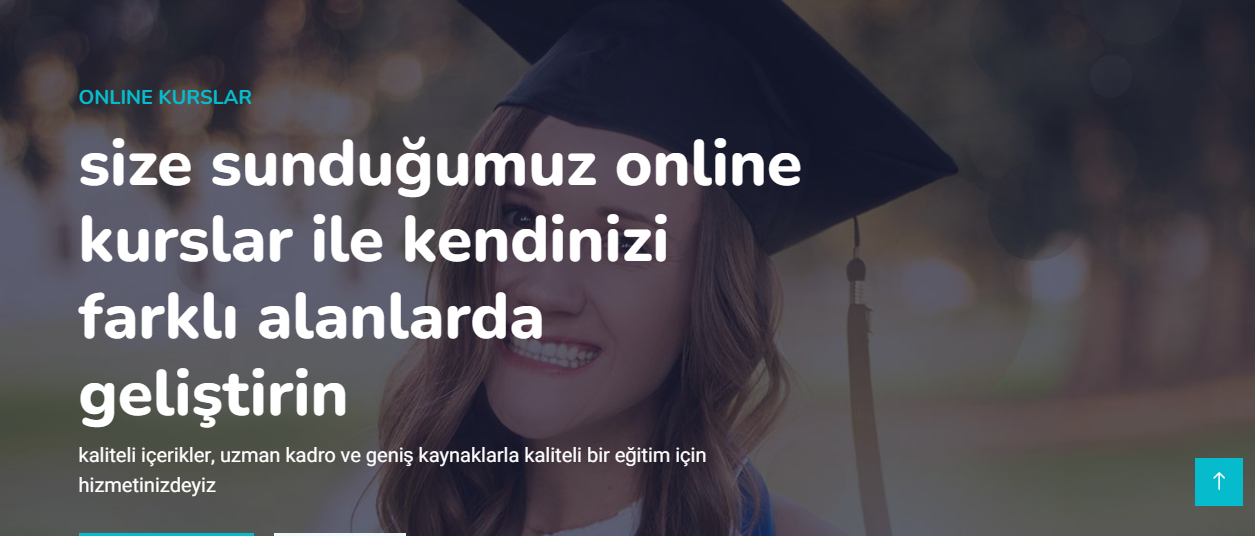 ONLINE KURSLAR
size sunduğumuz online
kurslar ile kendinizi
farklı alanlarda
geliştirin
kaliteli içerikler, uzman kadro ve geniş kaynaklarla kaliteli bir eğitim için
hizmetinizdeyiz